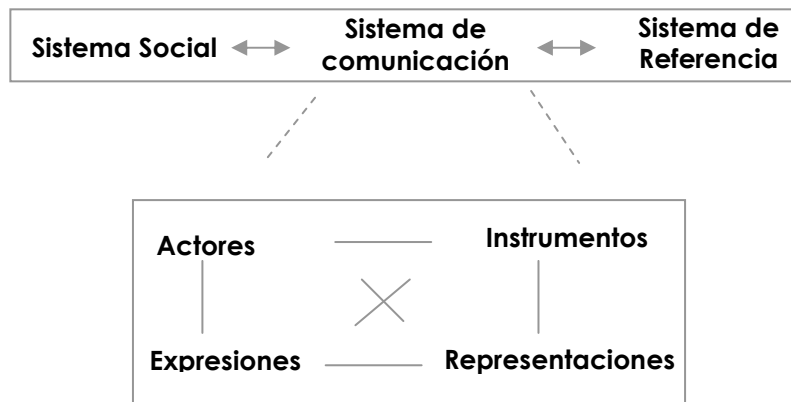 Sistema Social
Sistema de
comunicación
Sistema de
Referencia
Actores
Instrumentos
Expresiones
Representaciones